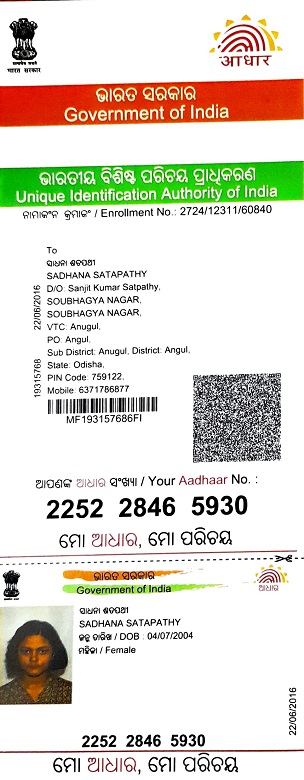 भारत सरकार
ଆଧାର
ଭାରତ ସରକାର
Government of India
ଭାରତୀୟ ବିଶିଷ୍ଟ ପରିଚୟ ପ୍ରାଧିକରଣ
Unique Identification Authority of India
ନାମାଙ୍କନ କ୍ରମାଙ୍କ / Enrollment No.: 2724/12311/60840
To
ସାଧନା ଶତପଥୀ
SADHANA SATAPATHY
D/O: Sanjit Kumar Satpathy,
SOUBHAGYA NAGAR,
SOUBHAGYA NAGAR,
VTC: Anugul,
PO: Angul,
Sub District: Anugul, District: Angul,
State: Odisha,
PIN Code: 759122,
Mobile: 6371786877
22/06/2016
19315768
MF193157686FI
ଆପଣଙ୍କ ଆଧାର ସଂଖ୍ୟା / Your Aadhaar No. :
2252 2846 5930
ମୋ ଆଧାର, ମୋ ପରିଚୟ
ଭାରତ ସରକାର
Government of India
ଆଧାର
ସାଧନା ଶତପଥୀ
SADHANA SATAPATHY
ଜନ୍ମ ତାରିଖ / DOB : 04/07/2004
ମହିଳା / Female
22/06/2016
2252 2846 5930
ମୋ ଆଧାର, ମୋ ପରିଚୟ